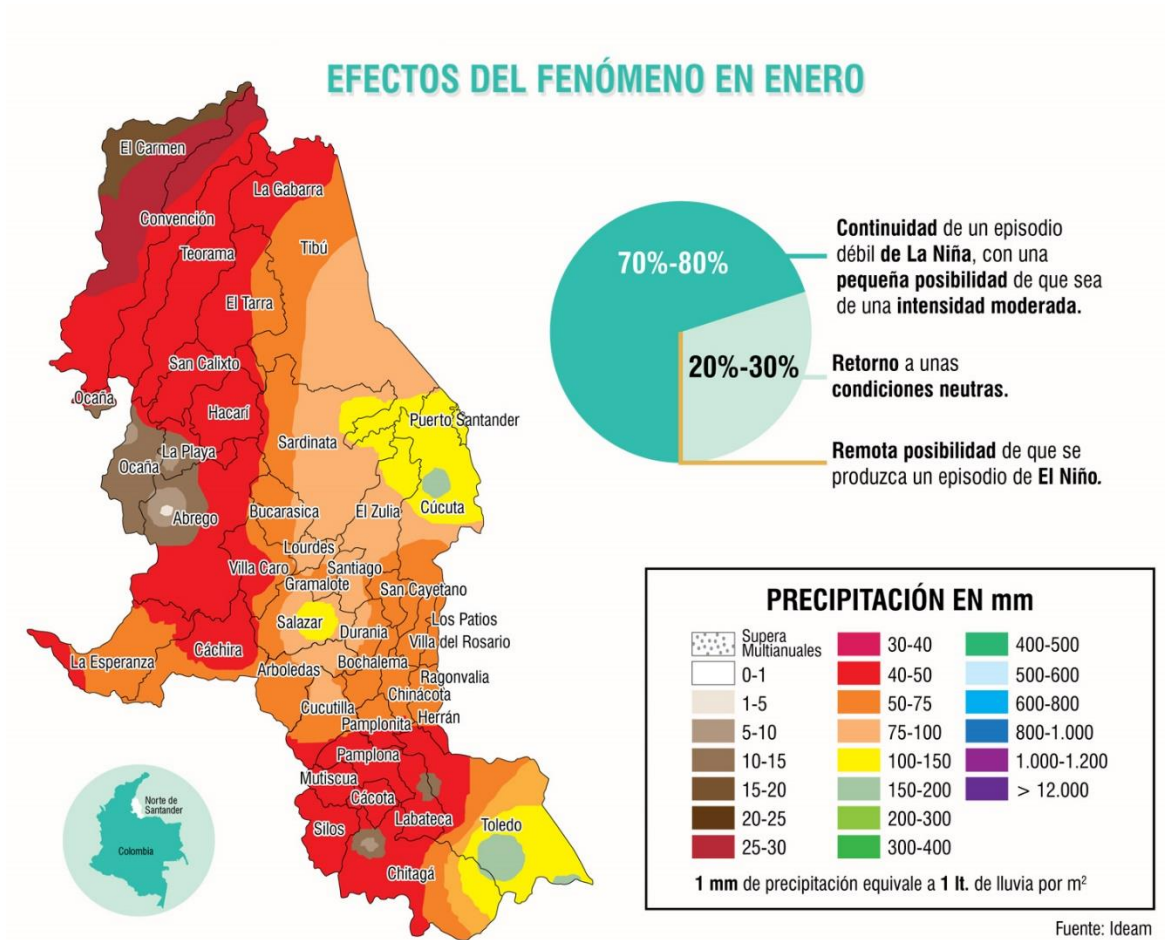 EFECTOS DEL FENÓMENO EN ENERO
El Carmen
La Gabarra
Convención
Teorama
Tibú
El Tarra
San Calixto
Ocaña
Hacarí
Puerto Santander
La Playa
Sardinata
Ocaña
Abrego
Bucarasica
El Zulia
Cúcuta
Lourdes
Villa Caro
Santiago
Gramalote
San Cayetano
Salazar
Durania
Los Patios
Villa del Rosario
Cáchira
La Esperanza
Arboledas
Bochalema
Ragonvalia
Chinácota
Cucutilla
Herrán
Pamplonita
Pamplona
Mutiscua
Cácota
Silos
Labateca
Toledo
Chitagá
Norte de
Santander
Colombia
70%-80%
Continuidad de un episodio
débil de La Niña, con una
pequeña posibilidad de que sea
de una intensidad moderada.
20%-30%
Retorno a unas
condiciones neutras.
Remota posibilidad de que se
produzca un episodio de El Niño.
PRECIPITACIÓN EN mm
Supera
Multianuales
0-1
1-5
5-10
10-15
15-20
20-25
25-30
30-40
40-50
50-75
75-100
100-150
150-200
200-300
300-400
400-500
500-600
600-800
800-1.000
1.000-1.200
> 12.000
1 mm de precipitación equivale a 1 lt. de lluvia por m²
Fuente: Ideam